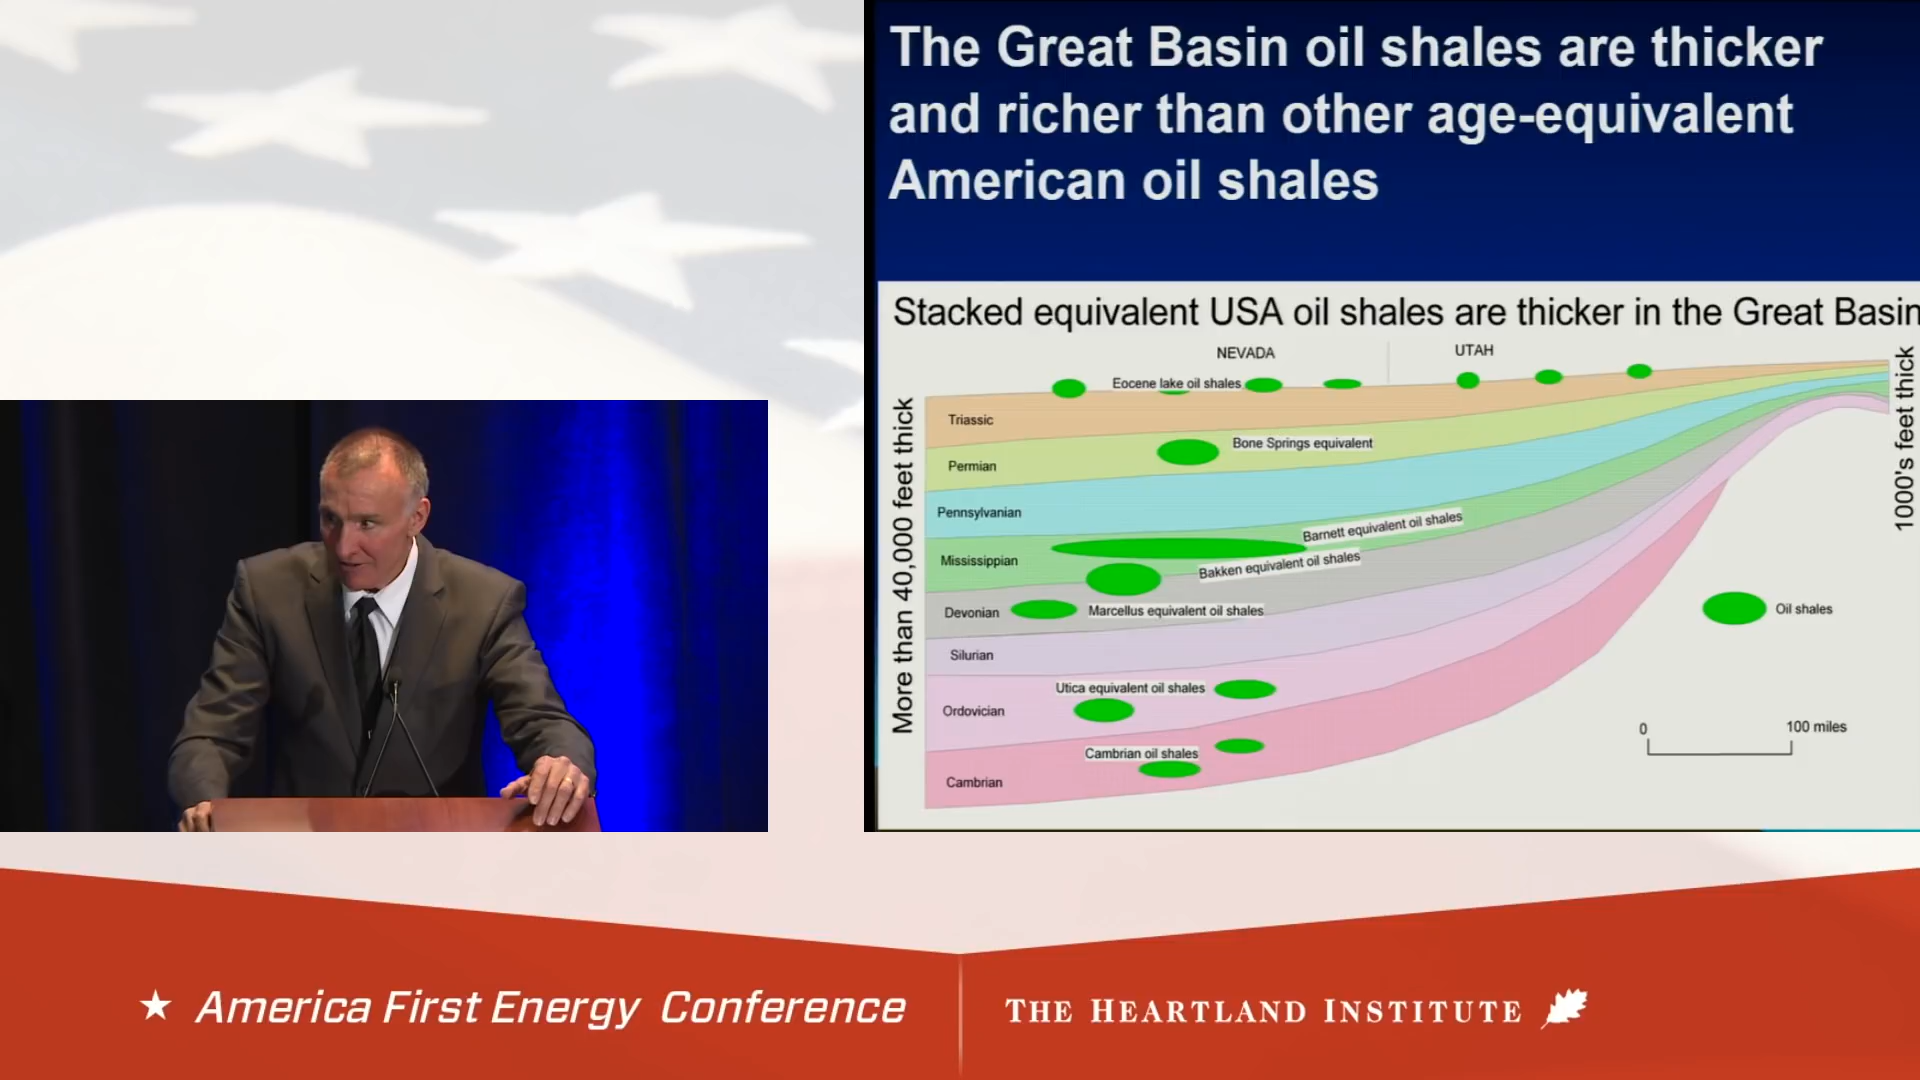 The Great Basin oil shales are thicker
and richer than other age-equivalent
American oil shales
Stacked equivalent USA oil shales are thicker in the Great Basin
NEVADA
UTAH
Eocene lake oil shales
Triassic
Bone Springs equivalent
Permian
Pennsylvanian
Barnett equivalent oil shales
Mississippian
Bakken equivalent oil shales
Devonian
Marcellus equivalent oil shales
Silurian
Utica equivalent oil shales
Ordovician
Cambrian oil shales
Cambrian
More than 40,000 feet thick
1000's feet thick
Oil shales
0
100 miles
America First Energy Conference
THE HEARTLAND INSTITUTE